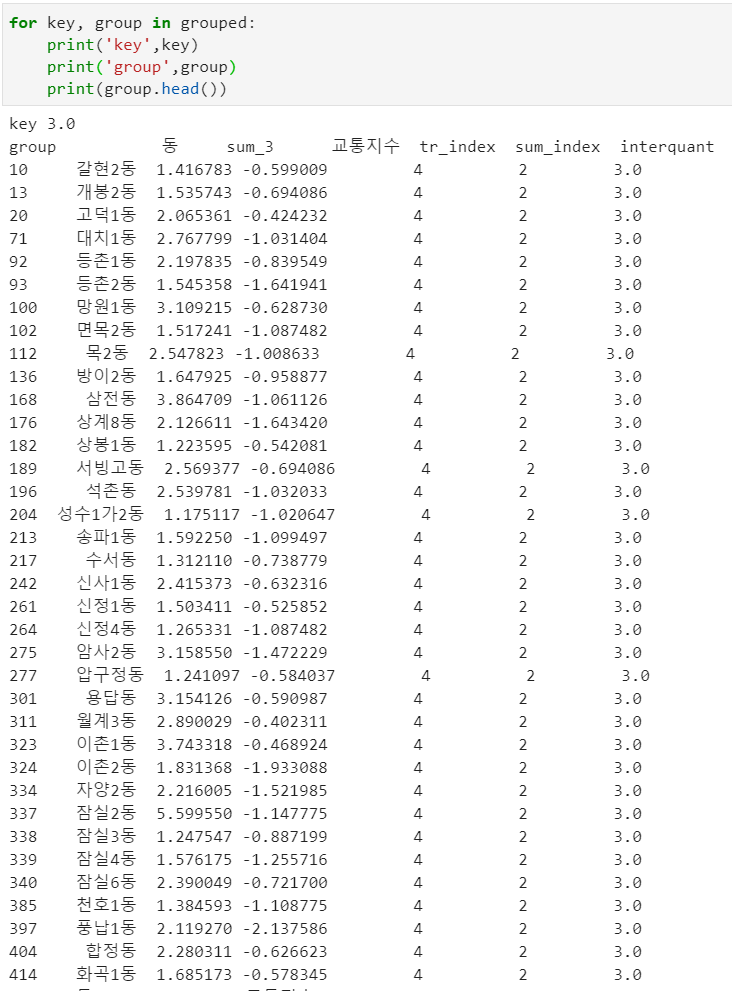 for key, group in grouped:
    print('key',key)
    print('group',group)
    print(group.head())
key 3.0
group 동 sum_3 교통지수 tr_index sum_index interquant
10 갈현2동 1.416783 -0.599009 4 2 3.0
13 개봉2동 1.535743 -0.694086 4 2 3.0
20 고덕1동 2.065361 -0.424232 4 2 3.0
71 대치1동 2.767799 -1.031404 4 2 3.0
92 등촌1동 2.197835 -0.839549 4 2 3.0
93 등촌2동 1.545358 -1.641941 4 2 3.0
100 망원1동 3.109215 -0.628730 4 2 3.0
102 면목2동 1.517241 -1.087482 4 2 3.0
112 목2동 2.547823 -1.008633 4 2 3.0
136 방이2동 1.647925 -0.958877 4 2 3.0
168 삼전동 3.864709 -1.061126 4 2 3.0
176 상계8동 2.126611 -1.643420 4 2 3.0
182 상봉1동 1.223595 -0.542081 4 2 3.0
189 서빙고동 2.569377 -0.694086 4 2 3.0
196 석촌동 2.539781 -1.032033 4 2 3.0
204 성수1가2동 1.175117 -1.020647 4 2 3.0
213 송파1동 1.592250 -1.099497 4 2 3.0
217 수서동 1.312110 -0.738779 4 2 3.0
242 신사1동 2.415373 -0.632316 4 2 3.0
261 신정1동 1.503411 -0.525852 4 2 3.0
264 신정4동 1.265331 -1.087482 4 2 3.0
275 암사2동 3.158550 -1.472229 4 2 3.0
277 압구정동 1.241097 -0.584037 4 2 3.0
301 용답동 3.154126 -0.590987 4 2 3.0
311 월계3동 2.890029 -0.402311 4 2 3.0
323 이촌1동 3.743318 -0.468924 4 2 3.0
324 이촌2동 1.831368 -1.933088 4 2 3.0
334 자양2동 2.216005 -1.521985 4 2 3.0
337 잠실2동 5.599550 -1.147775 4 2 3.0
338 잠실3동 1.247547 -0.887199 4 2 3.0
339 잠실4동 1.576175 -1.255716 4 2 3.0
340 잠실6동 2.390049 -0.721700 4 2 3.0
385 천호1동 1.384593 -1.108775 4 2 3.0
397 풍납1동 2.119270 -2.137586 4 2 3.0
404 합정동 2.280311 -0.626623 4 2 3.0
414 화곡1동 1.685173 -0.578345 4 2 3.0